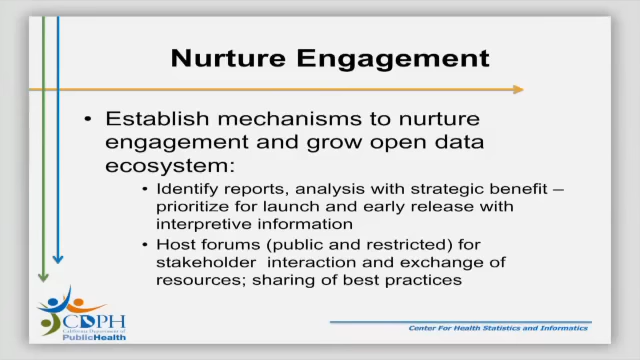 Nurture Engagement
• Establish mechanisms to nurture
engagement and grow open data
ecosystem:
• Identify reports, analysis with strategic benefit –
prioritize for launch and early release with
interpretive information
• Host forums (public and restricted) for
stakeholder interaction and exchange of
resources; sharing of best practices
CDPH
California Department of
PublicHealth
Center For Health Statistics and Informatics